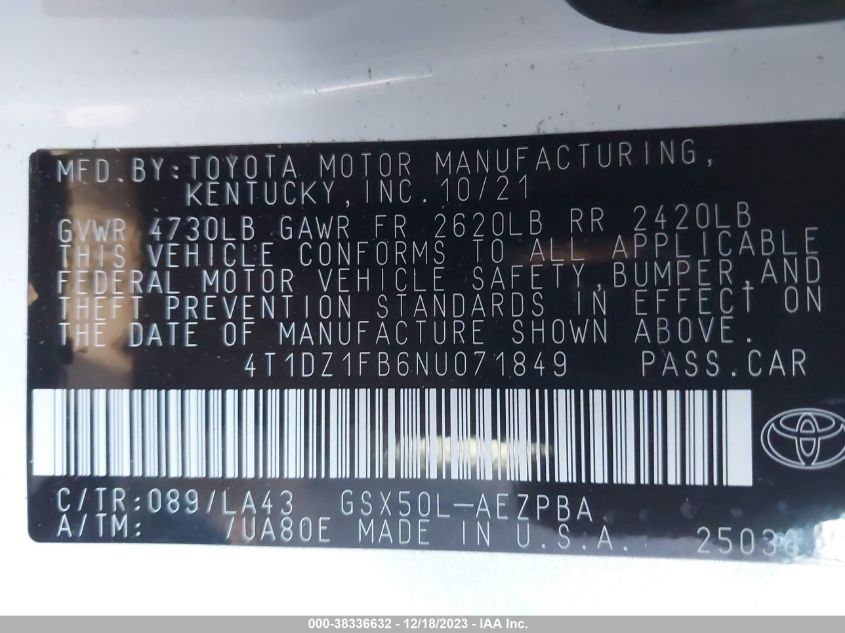 MFD.BY:TOYOTA MOTOR MANUFACTURING,
KENTUCKY,INC.10/21
GVWR 4730LB GAWR FR 2620LB RR 2420LB
THIS VEHICLE CONFORMS TO ALL APPLICABLE
FEDERAL MOTOR VEHICLE SAFETY,BUMPER,AND
THEFT PREVENTION STANDARDS IN EFFECT ON
THE DATE OF MANUFACTURE SHOWN ABOVE.
4T1DZ1FB6NU071849 PASS.CAR
C/TR:089/LA43 GSX50L-AEZPBA
A/TM: /UA80E MADE IN U.S.A.
000-38336632 - 12/18/2023 - IAA Inc.